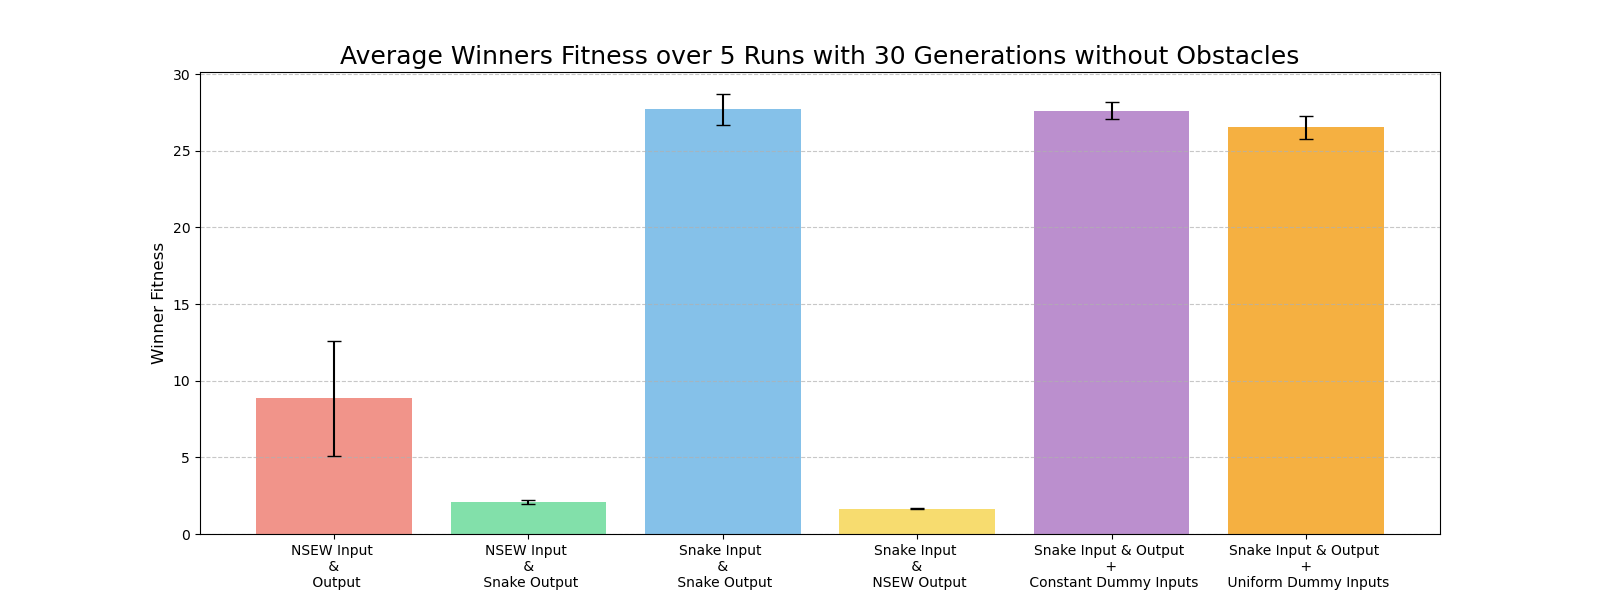 Average Winners Fitness over 5 Runs with 30 Generations without Obstacles
30
25
20
15
10
5
0
Winner Fitness
NSEW Input
&
Output
NSEW Input
&
Snake Output
Snake Input
&
Snake Output
Snake Input
&
NSEW Output
Snake Input & Output
+
Constant Dummy Inputs
Snake Input & Output
+
Uniform Dummy Inputs